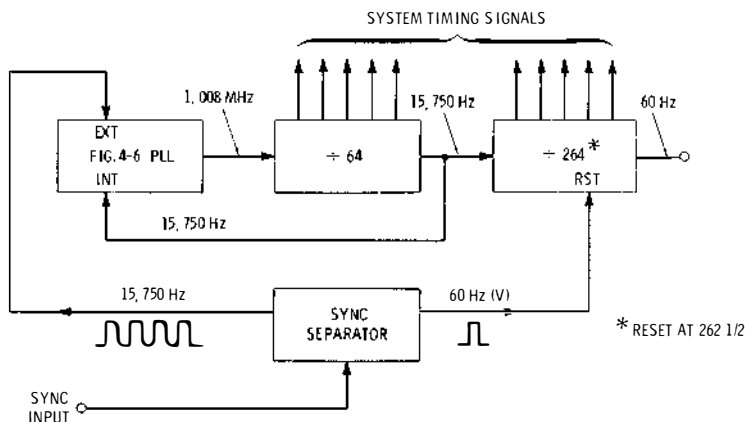 SYSTEM TIMING SIGNALS
1,008 MHz
15,750 Hz
60 Hz
EXT
FIG. 4-6 PLL
INT
÷ 64
÷ 264*
RST
15,750 Hz
15,750 Hz
60 Hz (V)
SYNC
SEPARATOR
* RESET AT 262 1/2
SYNC
INPUT